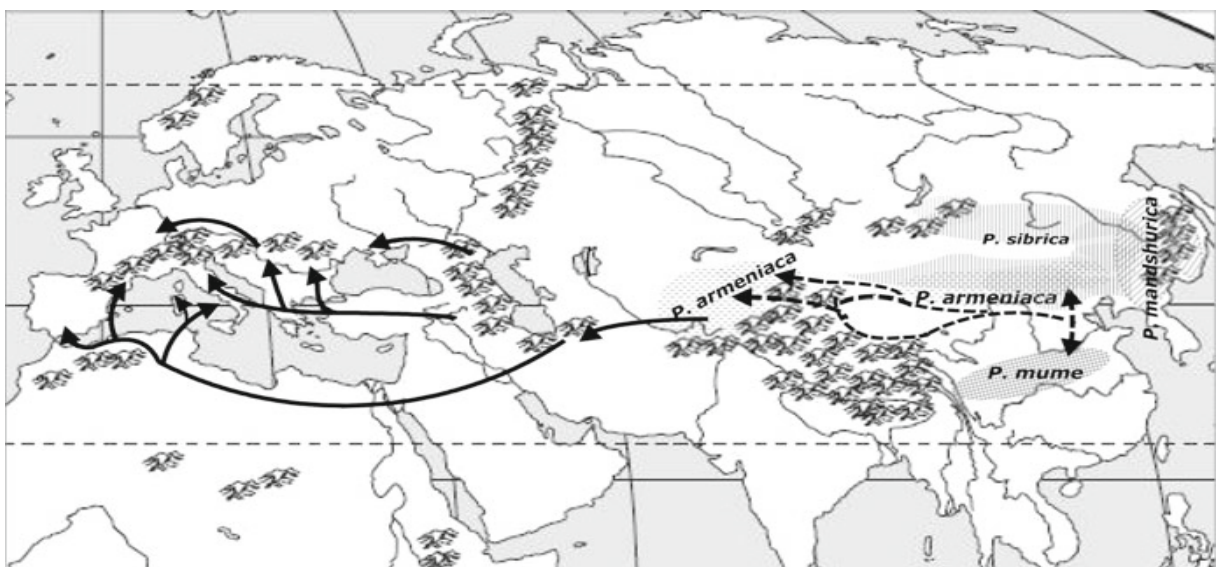 P. sibrica
P. mandshurica
P. armeniaca
P. armeniaca
P. mume